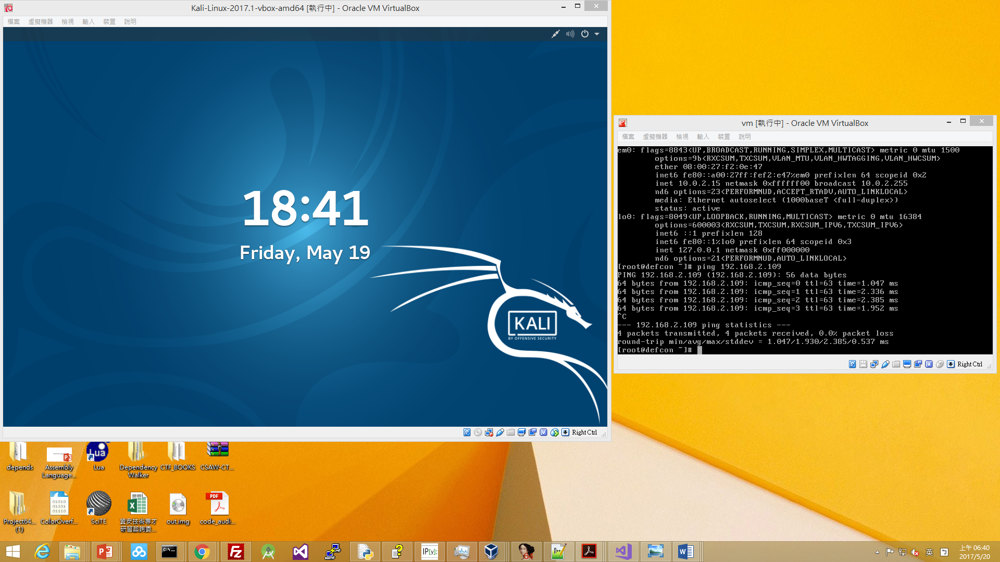 Kali-Linux-2017.1-vbox-amd64 [執行中] - Oracle VM VirtualBox
檔案 虛擬機器 檢視 輸入 裝置 說明
18:41
Friday, May 19
KALI
BY OFFENSIVE SECURITY
Right Ctrl
vm [執行中] - Oracle VM VirtualBox
檔案 虛擬機器 檢視 輸入 裝置 說明
em0: flags=8843<UP,BROADCAST,RUNNING,SIMPLEX,MULTICAST> metric 0 mtu 1500
options=9b<RXCSUM,TXCSUM,VLAN_MTU,VLAN_HWTAGGING,VLAN_HWCSUM>
ether 08:00:27:f2:0e:47
inet6 fe80::a00:27ff:fef2:e47%em0 prefixlen 64 scopeid 0x2
inet 10.0.2.15 netmask 0xffffff00 broadcast 10.0.2.255
nd6 options=23<PERFORMNUD,ACCEPT_RTADV,AUTO_LINKLOCAL>
media: Ethernet autoselect (1000baseT <full-duplex>)
status: active
lo0: flags=8049<UP,LOOPBACK,RUNNING,MULTICAST> metric 0 mtu 16384
options=600003<RXCSUM,TXCSUM,RXCSUM_IPV6,TXCSUM_IPV6>
inet6 ::1 prefixlen 128
inet6 fe80::1%lo0 prefixlen 64 scopeid 0x3
inet 127.0.0.1 netmask 0xff000000
nd6 options=21<PERFORMNUD,AUTO_LINKLOCAL>
[root@defcon ~]# ping 192.168.2.109
PING 192.168.2.109 (192.168.2.109): 56 data bytes
64 bytes from 192.168.2.109: icmp_seq=0 ttl=63 time=1.047 ms
64 bytes from 192.168.2.109: icmp_seq=1 ttl=63 time=2.336 ms
64 bytes from 192.168.2.109: icmp_seq=2 ttl=63 time=2.385 ms
64 bytes from 192.168.2.109: icmp_seq=3 ttl=63 time=1.952 ms
^C
--- 192.168.2.109 ping statistics ---
4 packets transmitted, 4 packets received, 0.0% packet loss
round-trip min/avg/max/stddev = 1.047/1.930/2.385/0.537 ms
[root@defcon ~]#
Right Ctrl
depends
Assembly
Language...
Lua
Dependency
Walker
CTF_BOOKS
CSAW-CT...
Project64...
(1)
ColorOverf...
SciTE
資安技術專才
研習諮詢委...
out.img
code_audi...
IP[y]:
英
上午 06:40
2017/5/20